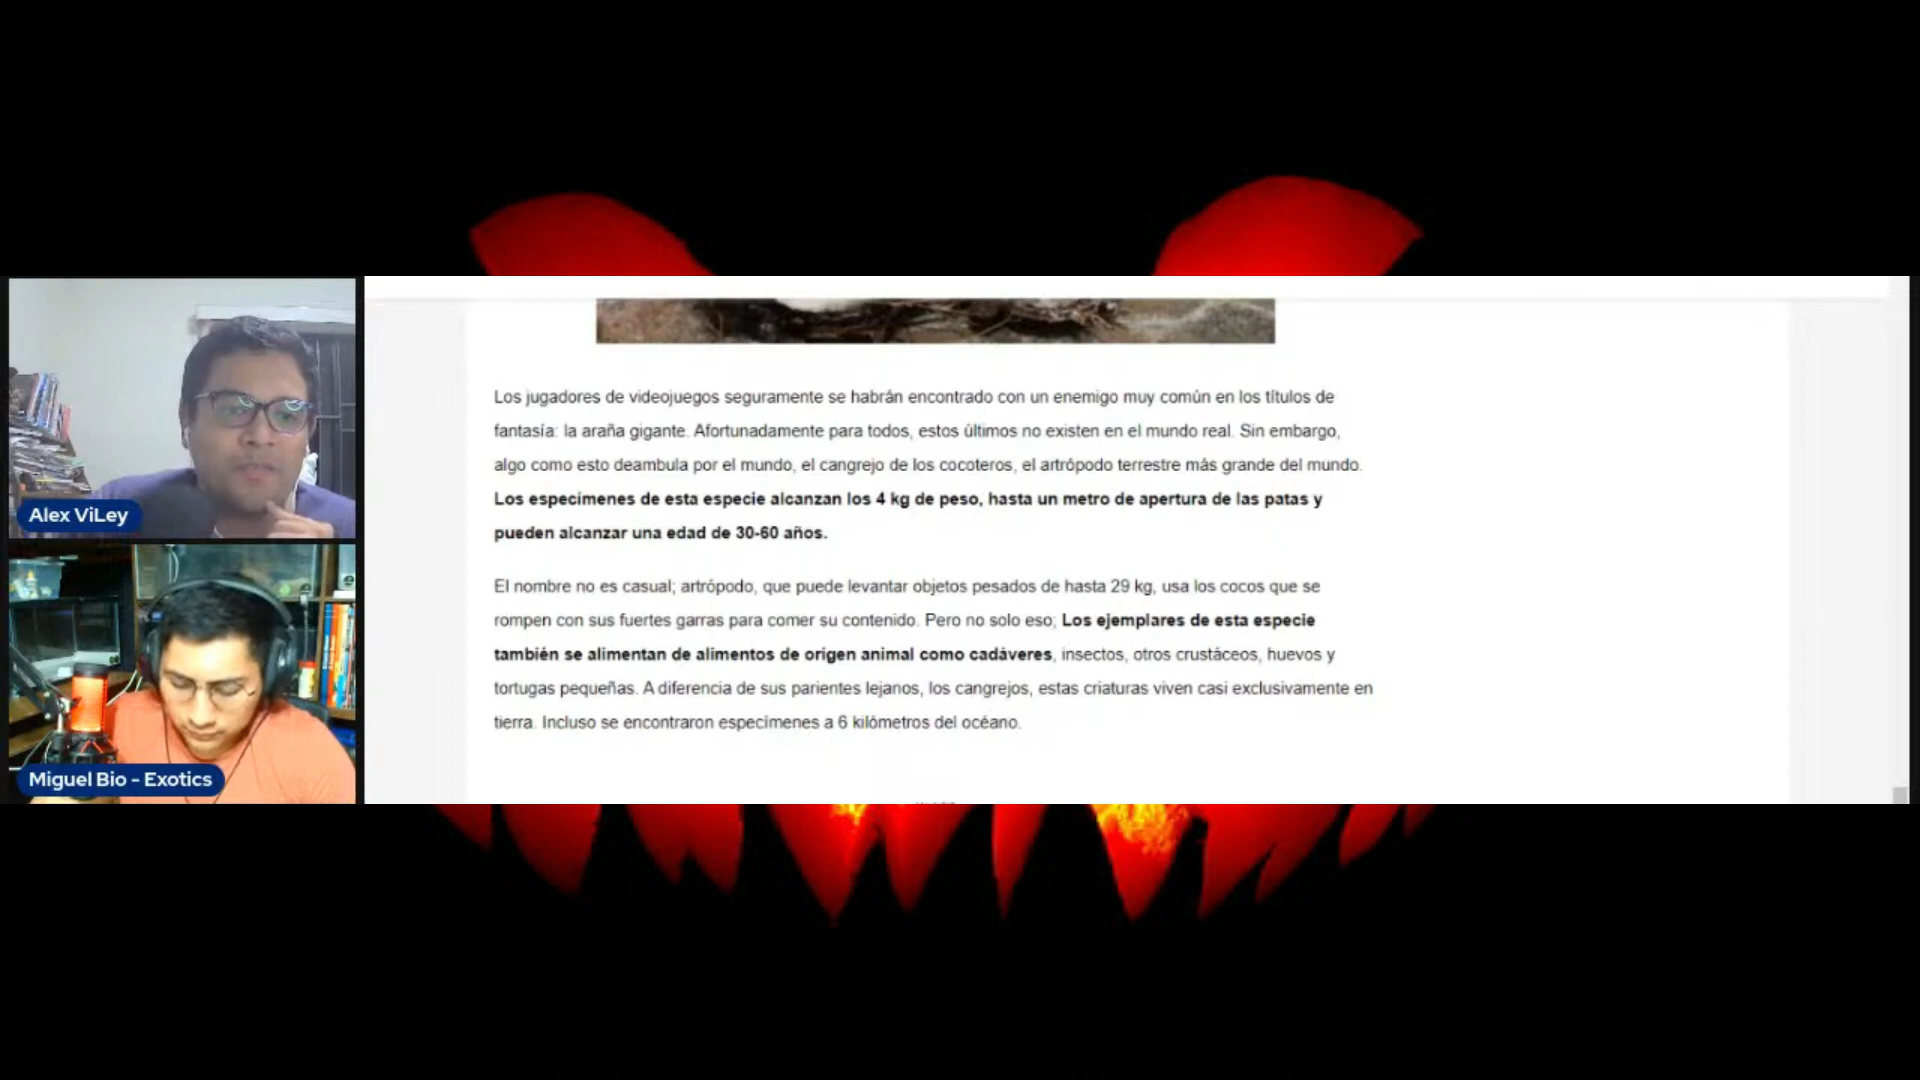 Alex ViLey
Miguel Bio - Exotics
Los jugadores de videojuegos seguramente se habrán encontrado con un enemigo muy común en los títulos de
fantasía: la araña gigante. Afortunadamente para todos, estos últimos no existen en el mundo real. Sin embargo,
algo como esto deambula por el mundo, el cangrejo de los cocoteros, el artrópodo terrestre más grande del mundo.
Los especímenes de esta especie alcanzan los 4 kg de peso, hasta un metro de apertura de las patas y
pueden alcanzar una edad de 30-60 años.
El nombre no es casual; artrópodo, que puede levantar objetos pesados de hasta 29 kg, usa los cocos que se
rompen con sus fuertes garras para comer su contenido. Pero no solo eso; Los ejemplares de esta especie
también se alimentan de alimentos de origen animal como cadáveres, insectos, otros crustáceos, huevos y
tortugas pequeñas. A diferencia de sus parientes lejanos, los cangrejos, estas criaturas viven casi exclusivamente en
tierra. Incluso se encontraron especímenes a 6 kilómetros del océano.